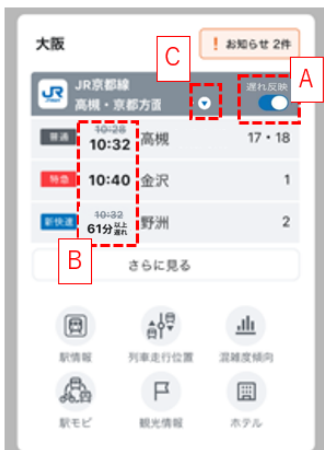 大阪
! お知らせ 2件
C
A
JR
JR京都線
遅れ反映
高槻・京都方面
普通 10:28 10:32 高槻 17・18
特急 10:40 金沢 1
新快速 10:32 61分以上遅れ 野洲 2
B
さらに見る
駅情報 列車走行位置 混雑度傾向
駅モビ 観光情報 ホテル